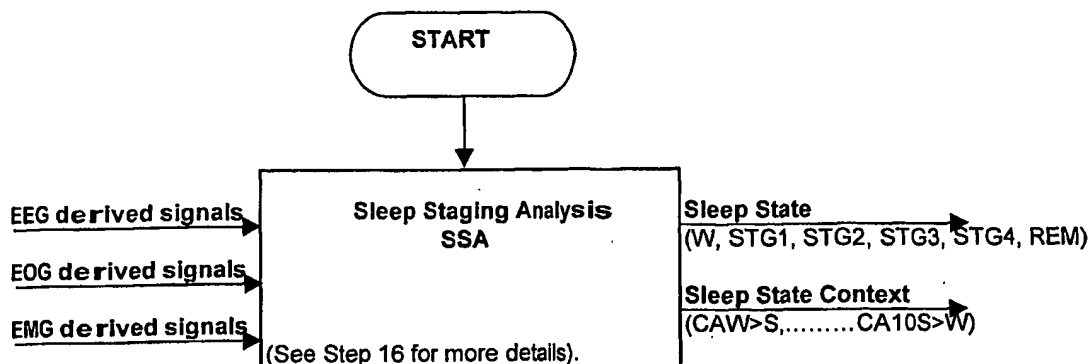 START
EEG derived signals
EOG derived signals
EMG derived signals
Sleep Staging Analysis
SSA
(See Step 16 for more details).
Sleep State
(W, STG1, STG2, STG3, STG4, REM)
Sleep State Context
(CAW>S,.........CA10S>W)